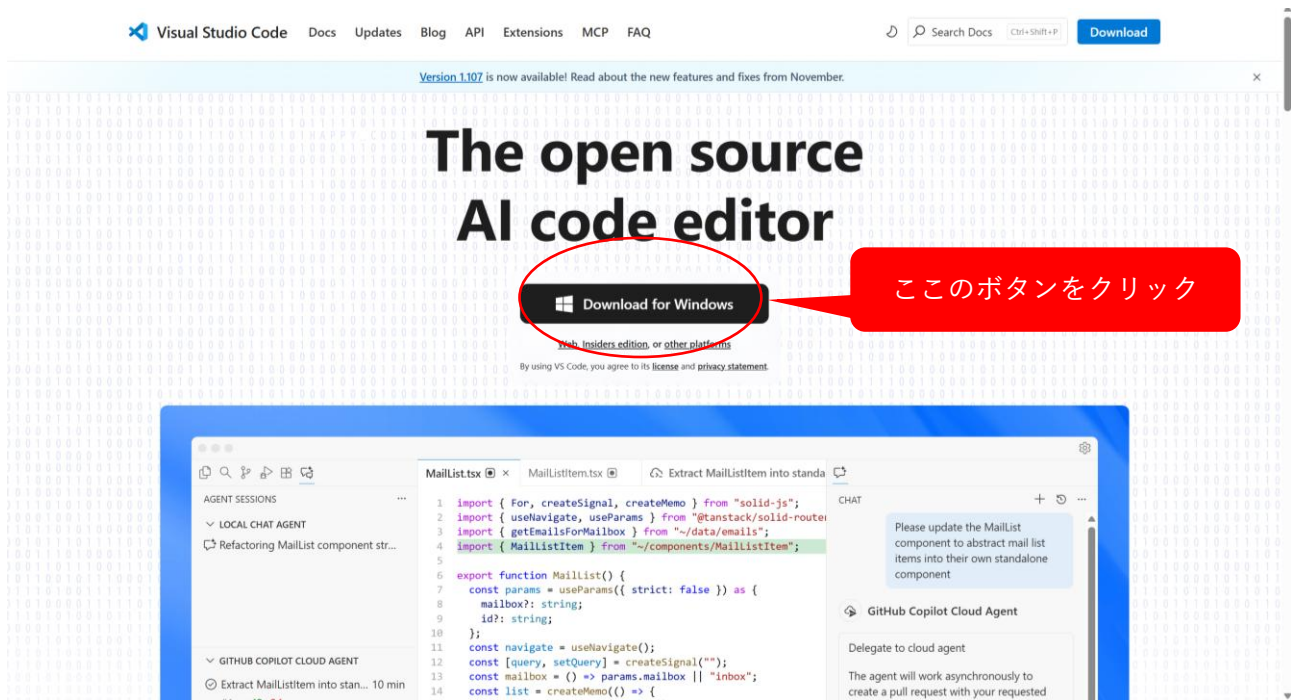 Visual Studio Code Docs Updates Blog API Extensions MCP FAQ Search Docs Ctrl+Shift+P Download
Version 1.107 is now available! Read about the new features and fixes from November.
The open source
AI code editor
Download for Windows
ここのボタンをクリック
Web, Insiders edition, or other platforms
By using VS Code, you agree to its license and privacy statement.
MailList.tsx MailListItem.tsx Extract MailListItem into standa
AGENT SESSIONS
LOCAL CHAT AGENT
Refactoring MailList component str...
GITHUB COPILOT CLOUD AGENT
Extract MailListItem into stan... 10 min
1 import { For, createSignal, createMemo } from "solid-js";
2 import { useNavigate, useParams } from "@tanstack/solid-router
3 import { getEmailsForMailbox } from "~/data/emails";
4 import { MailListItem } from "~/components/MailListItem";
5
6 export function MailList() {
7 const params = useParams({ strict: false }) as {
8 mailbox?: string;
9 id?: string;
10 };
11 const navigate = useNavigate();
12 const [query, setQuery] = createSignal("");
13 const mailbox = () => params.mailbox || "inbox";
14 const list = createMemo(() => {
CHAT
Please update the MailList
component to abstract mail list
items into their own standalone
component
GitHub Copilot Cloud Agent
Delegate to cloud agent
The agent will work asynchronously to
create a pull request with your requested